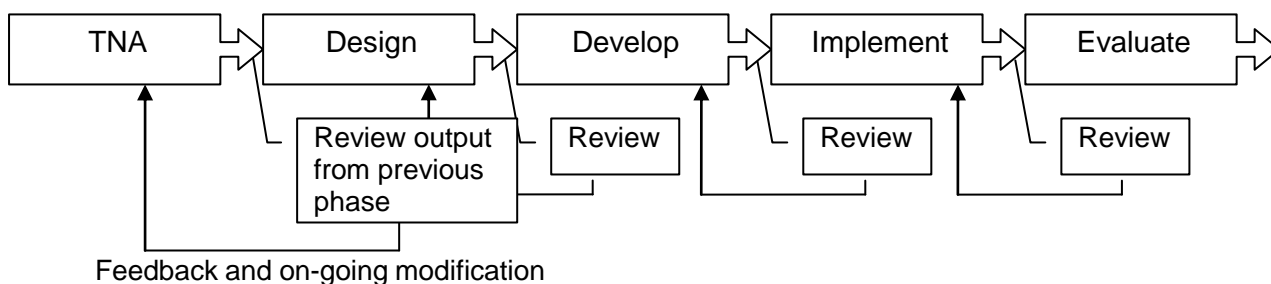 TNA
Design
Develop
Implement
Evaluate
Review output
from previous
phase
Review
Review
Review
Feedback and on-going modification